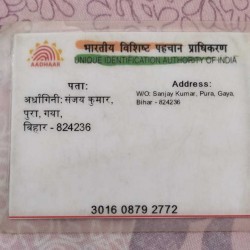 AADHAAR
भारतीय विशिष्ट पहचान प्राधिकरण
UNIQUE IDENTIFICATION AUTHORITY OF INDIA
पता:
अर्धांगिनी: संजय कुमार,
पुरा, गया,
बिहार - 824236
Address:
W/O: Sanjay Kumar, Pura, Gaya,
Bihar - 824236
3016 0879 2772